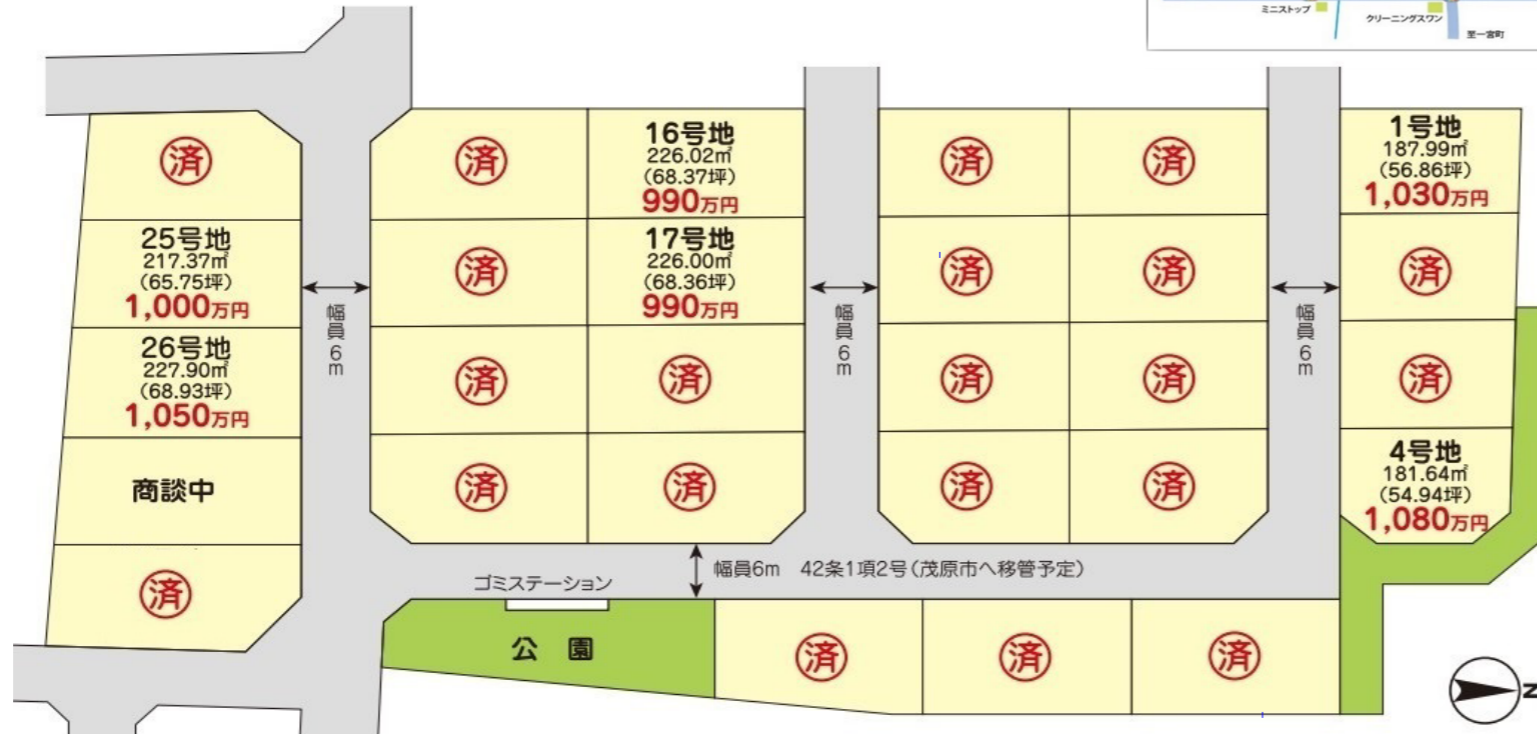 ミニストップ
クリーニングスワン
至一宮町
済
済
16号地
226.02㎡
(68.37坪)
990万円
済
済
1号地
187.99㎡
(56.86坪)
1,030万円
25号地
217.37㎡
(65.75坪)
1,000万円
済
17号地
226.00㎡
(68.36坪)
990万円
済
済
済
幅員6m
幅員6m
幅員6m
26号地
227.90㎡
(68.93坪)
1,050万円
済
済
済
済
済
商談中
済
済
済
済
4号地
181.64㎡
(54.94坪)
1,080万円
済
ゴミステーション
幅員6m 42条1項2号(茂原市へ移管予定)
公園
済
済
済
N